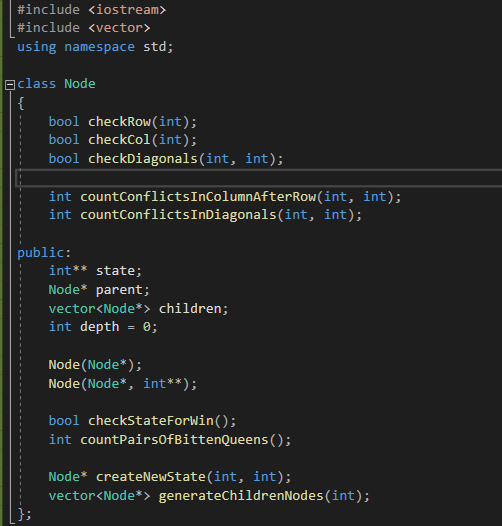 #include <iostream>
#include <vector>
using namespace std;
class Node
{
bool checkRow(int);
bool checkCol(int);
bool checkDiagonals(int, int);
int countConflictsInColumnAfterRow(int, int);
int countConflictsInDiagonals(int, int);
public:
int** state;
Node* parent;
vector<Node*> children;
int depth = 0;
Node(Node*);
Node(Node*, int**);
bool checkStateForWin();
int countPairsOfBittenQueens();
Node* createNewState(int, int);
vector<Node*> generateChildrenNodes(int);
};